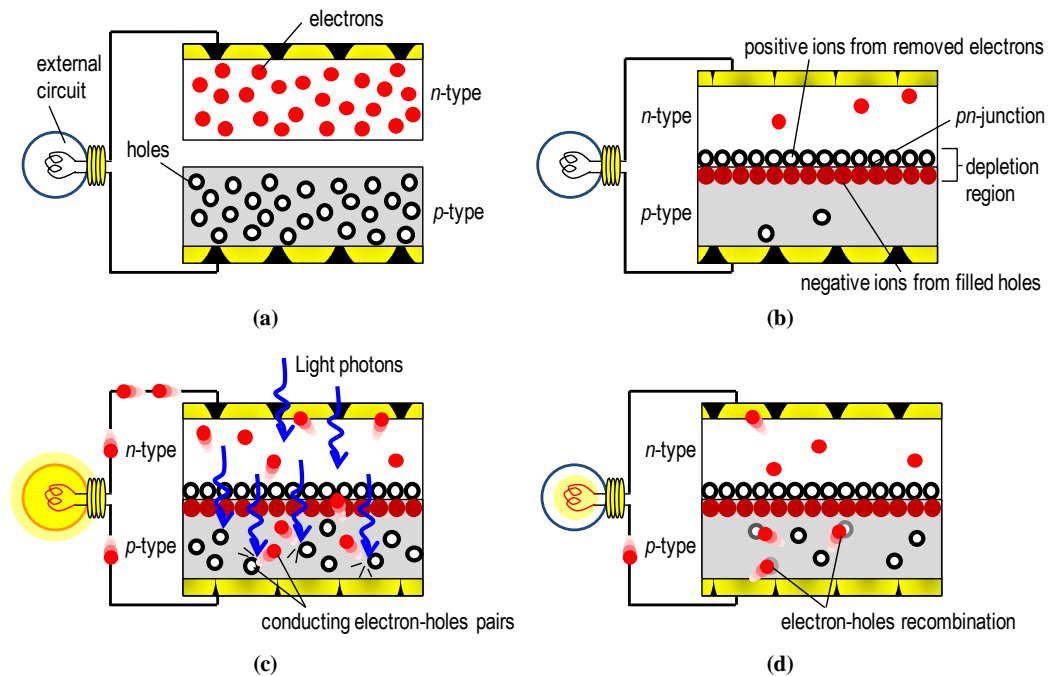 electrons
external
circuit
n-type
holes
p-type
(a)
positive ions from removed electrons
n-type
pn-junction
depletion
region
p-type
negative ions from filled holes
(b)
Light photons
n-type
p-type
conducting electron-holes pairs
(c)
n-type
p-type
electron-holes recombination
(d)